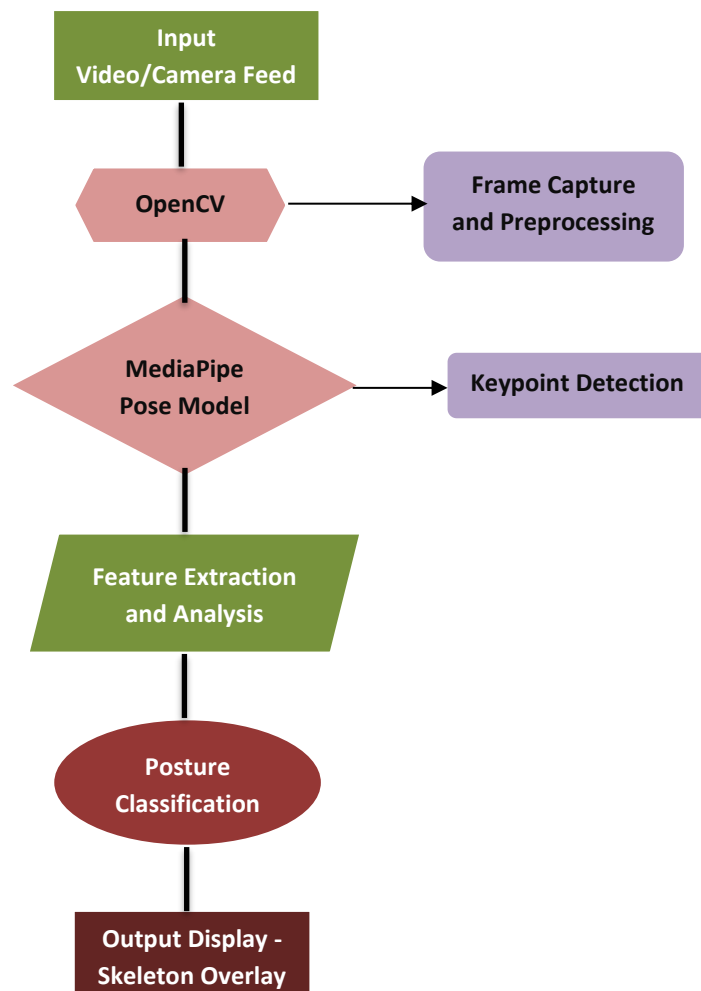 Input
Video/Camera Feed
OpenCV
Frame Capture
and Preprocessing
MediaPipe
Pose Model
Keypoint Detection
Feature Extraction
and Analysis
Posture
Classification
Output Display -
Skeleton Overlay